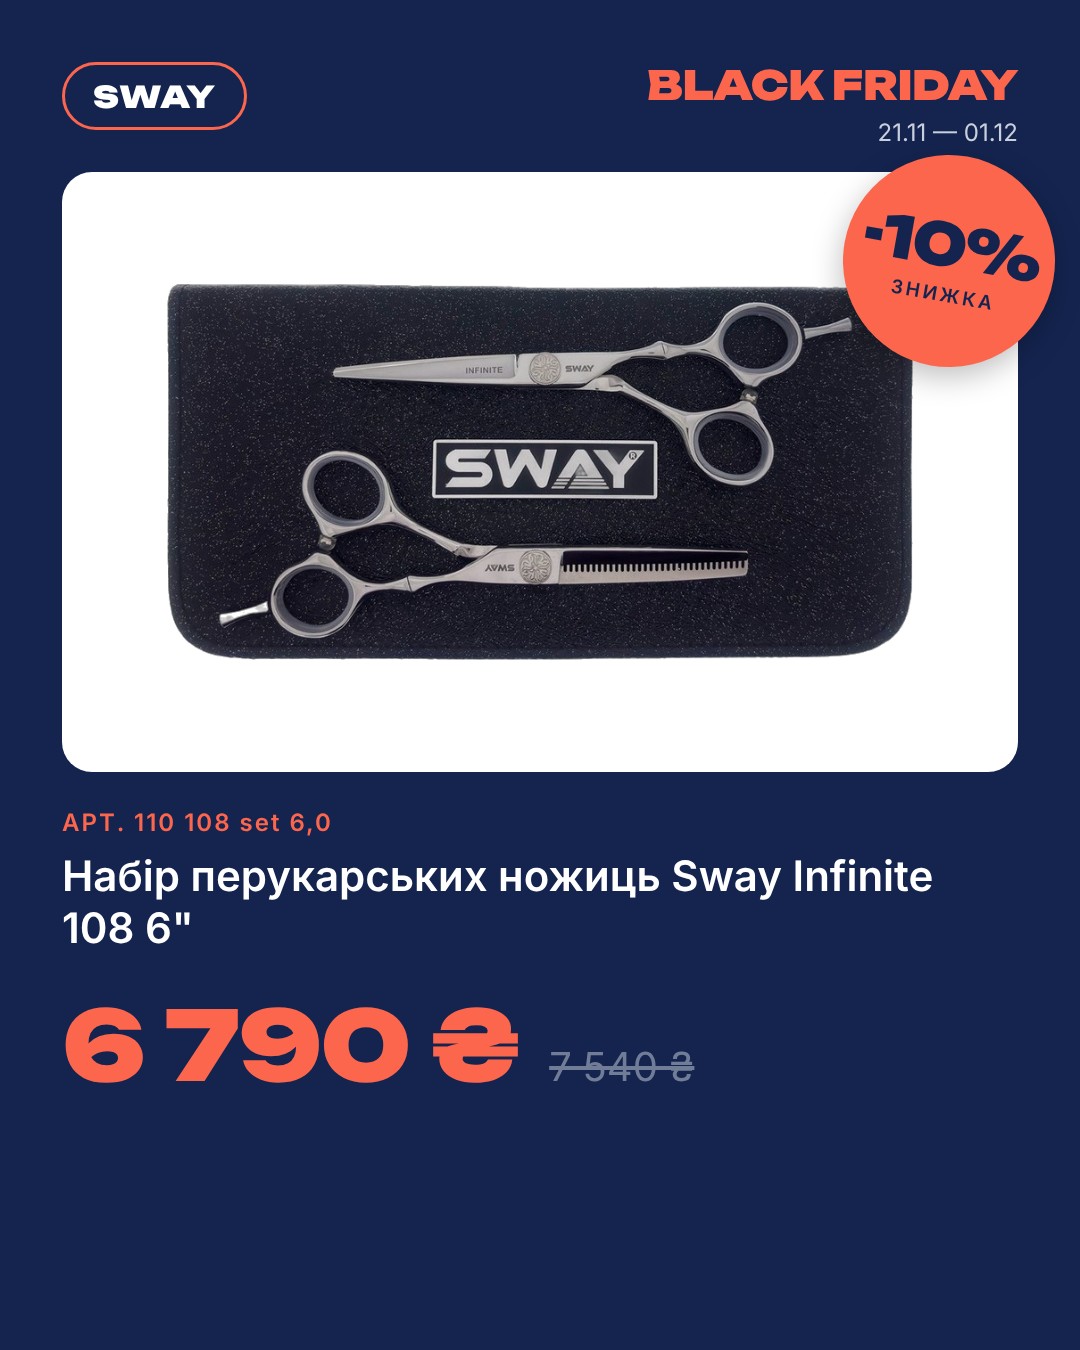 SWAY
BLACK FRIDAY
21.11 — 01.12
-10%
ЗНИЖКА
INFINITE
SWAY
SWAY®
SWAY
АРТ. 110 108 set 6,0
Набір перукарських ножиць Sway Infinite
108 6"
6 790 ₴
7 540 ₴